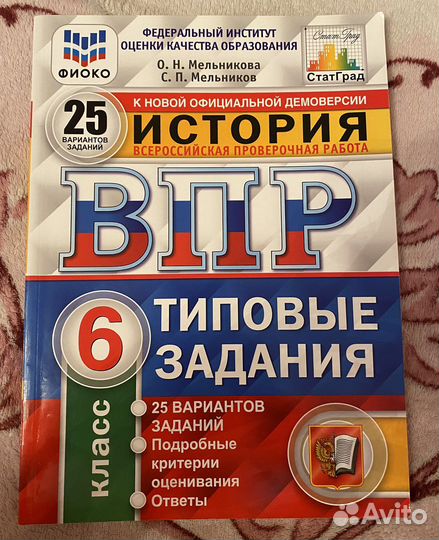 ФЕДЕРАЛЬНЫЙ ИНСТИТУТ
ОЦЕНКИ КАЧЕСТВА ОБРАЗОВАНИЯ
ФИОКО
О. Н. Мельникова
С. П. Мельников
СтатГрад
СтатГрад
25
ВАРИАНТОВ
ЗАДАНИЙ
К НОВОЙ ОФИЦИАЛЬНОЙ ДЕМОВЕРСИИ
ИСТОРИЯ
ВСЕРОССИЙСКАЯ ПРОВЕРОЧНАЯ РАБОТА
ВПР
6
класс
ТИПОВЫЕ
ЗАДАНИЯ
25 ВАРИАНТОВ
ЗАДАНИЙ
Подробные
критерии
оценивания
Ответы
Avito